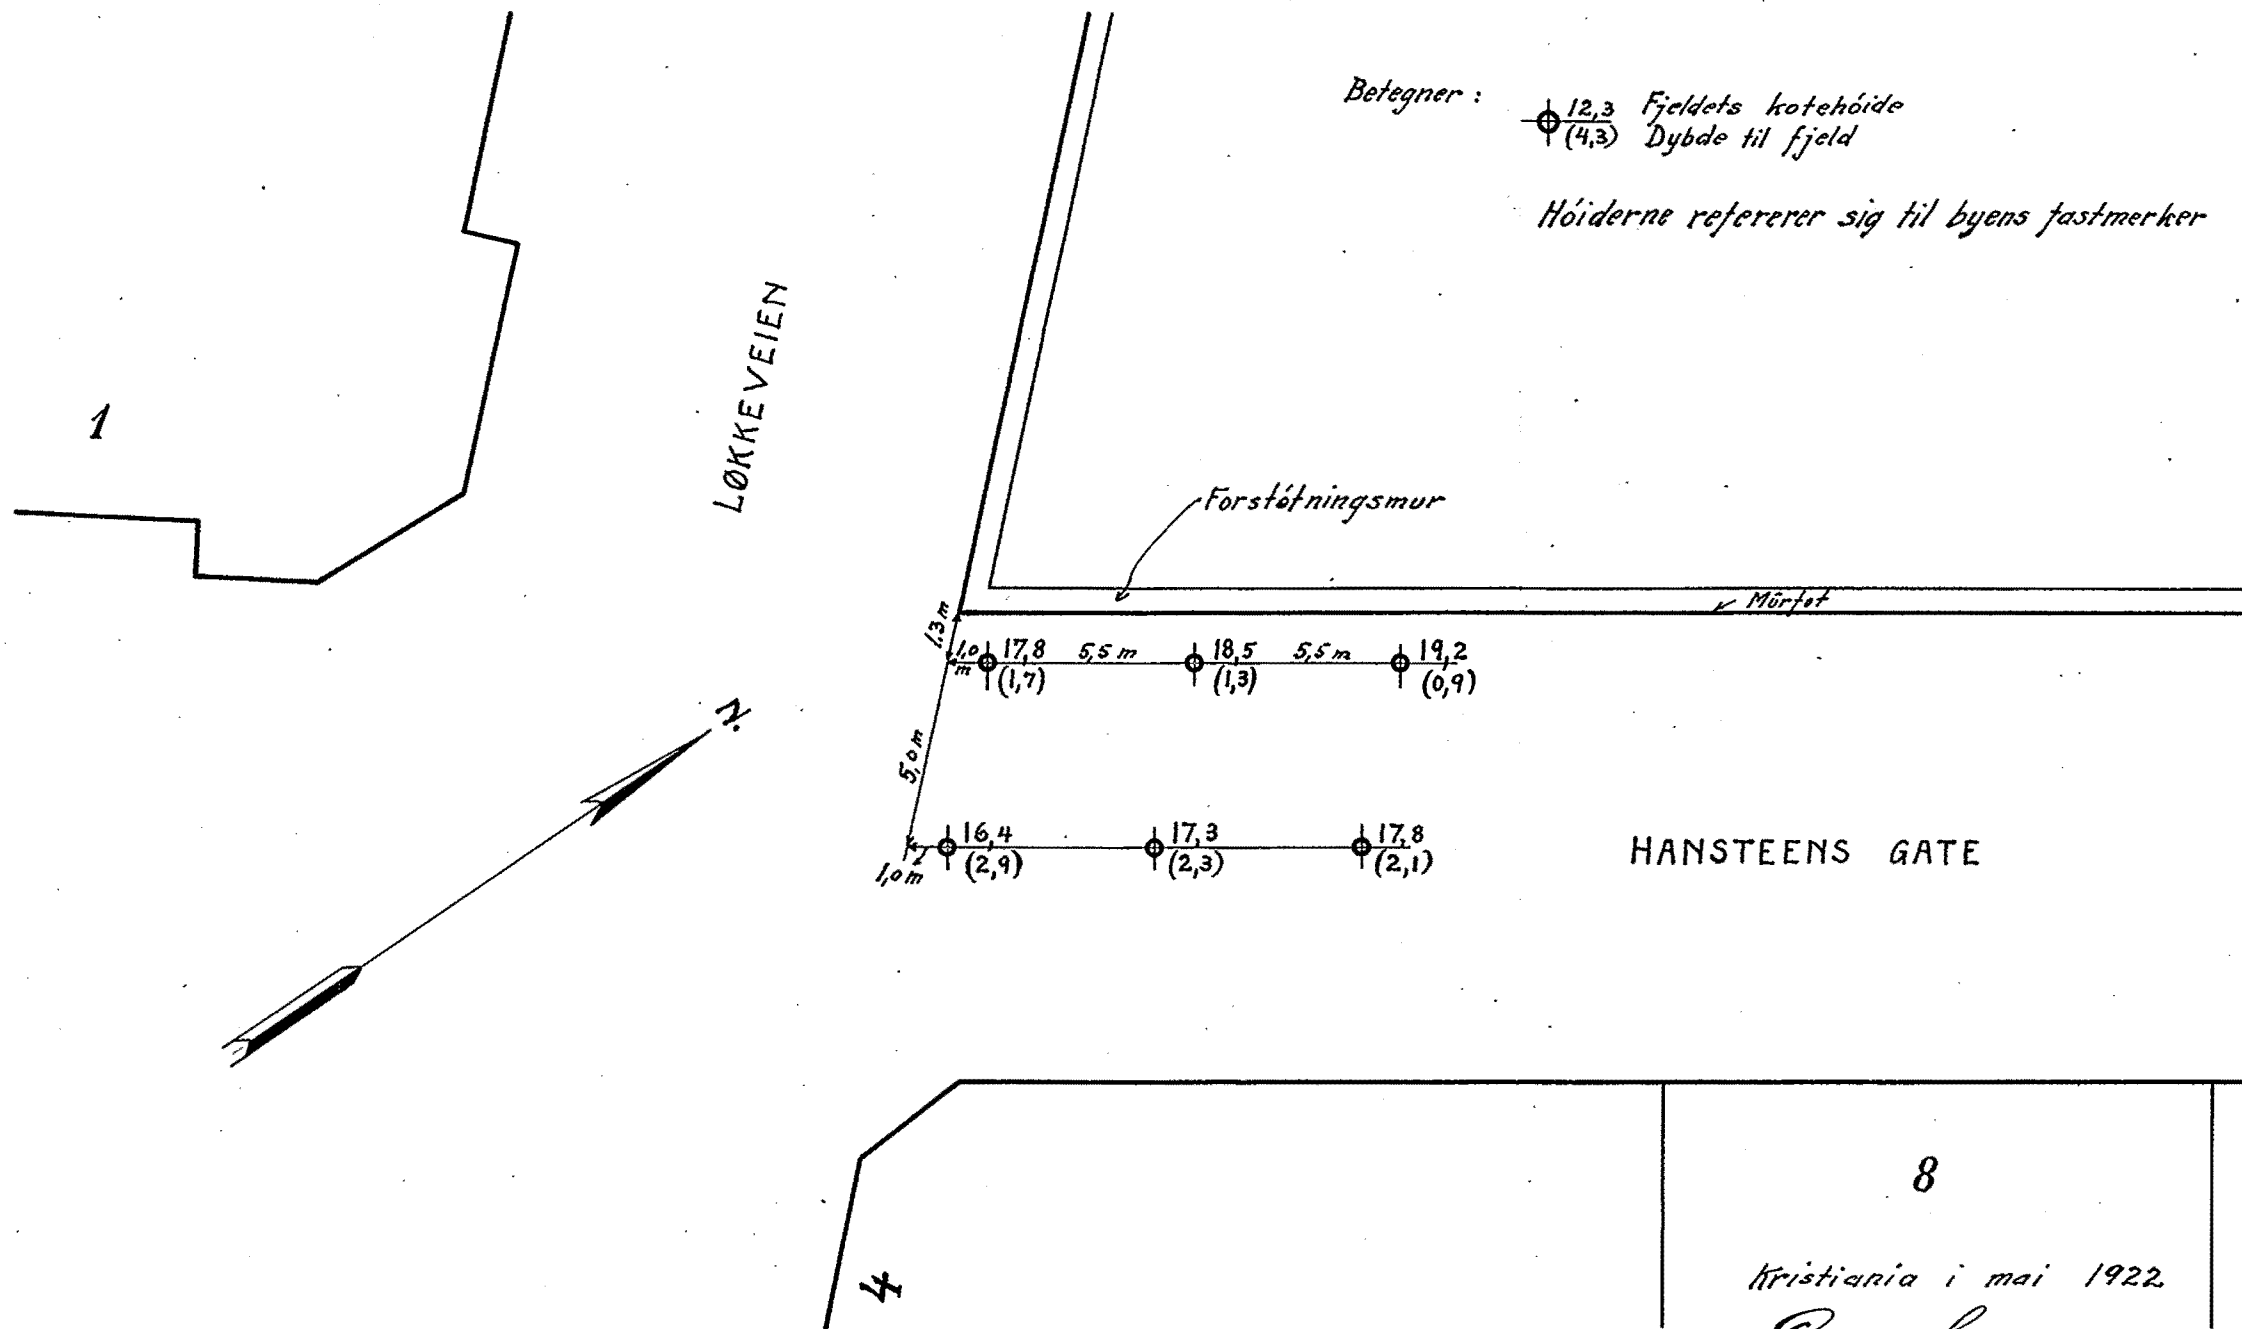 Betegner :
12,3 Fjeldets kotehóide
(4,3) Dybde til fjeld
Hóiderne refererer sig til byens fastmerker
1
LØKKEVEIEN
Forstótningsmur
Mûrfot
1,3 m
1,0 m
17,8
(1,7)
5,5 m
18,5
(1,3)
5,5 m
19,2
(0,9)
N.
5,0 m
16,4
(2,9)
17,3
(2,3)
17,8
(2,1)
1,0 m
HANSTEENS GATE
8
4
Kristiania i mai 1922